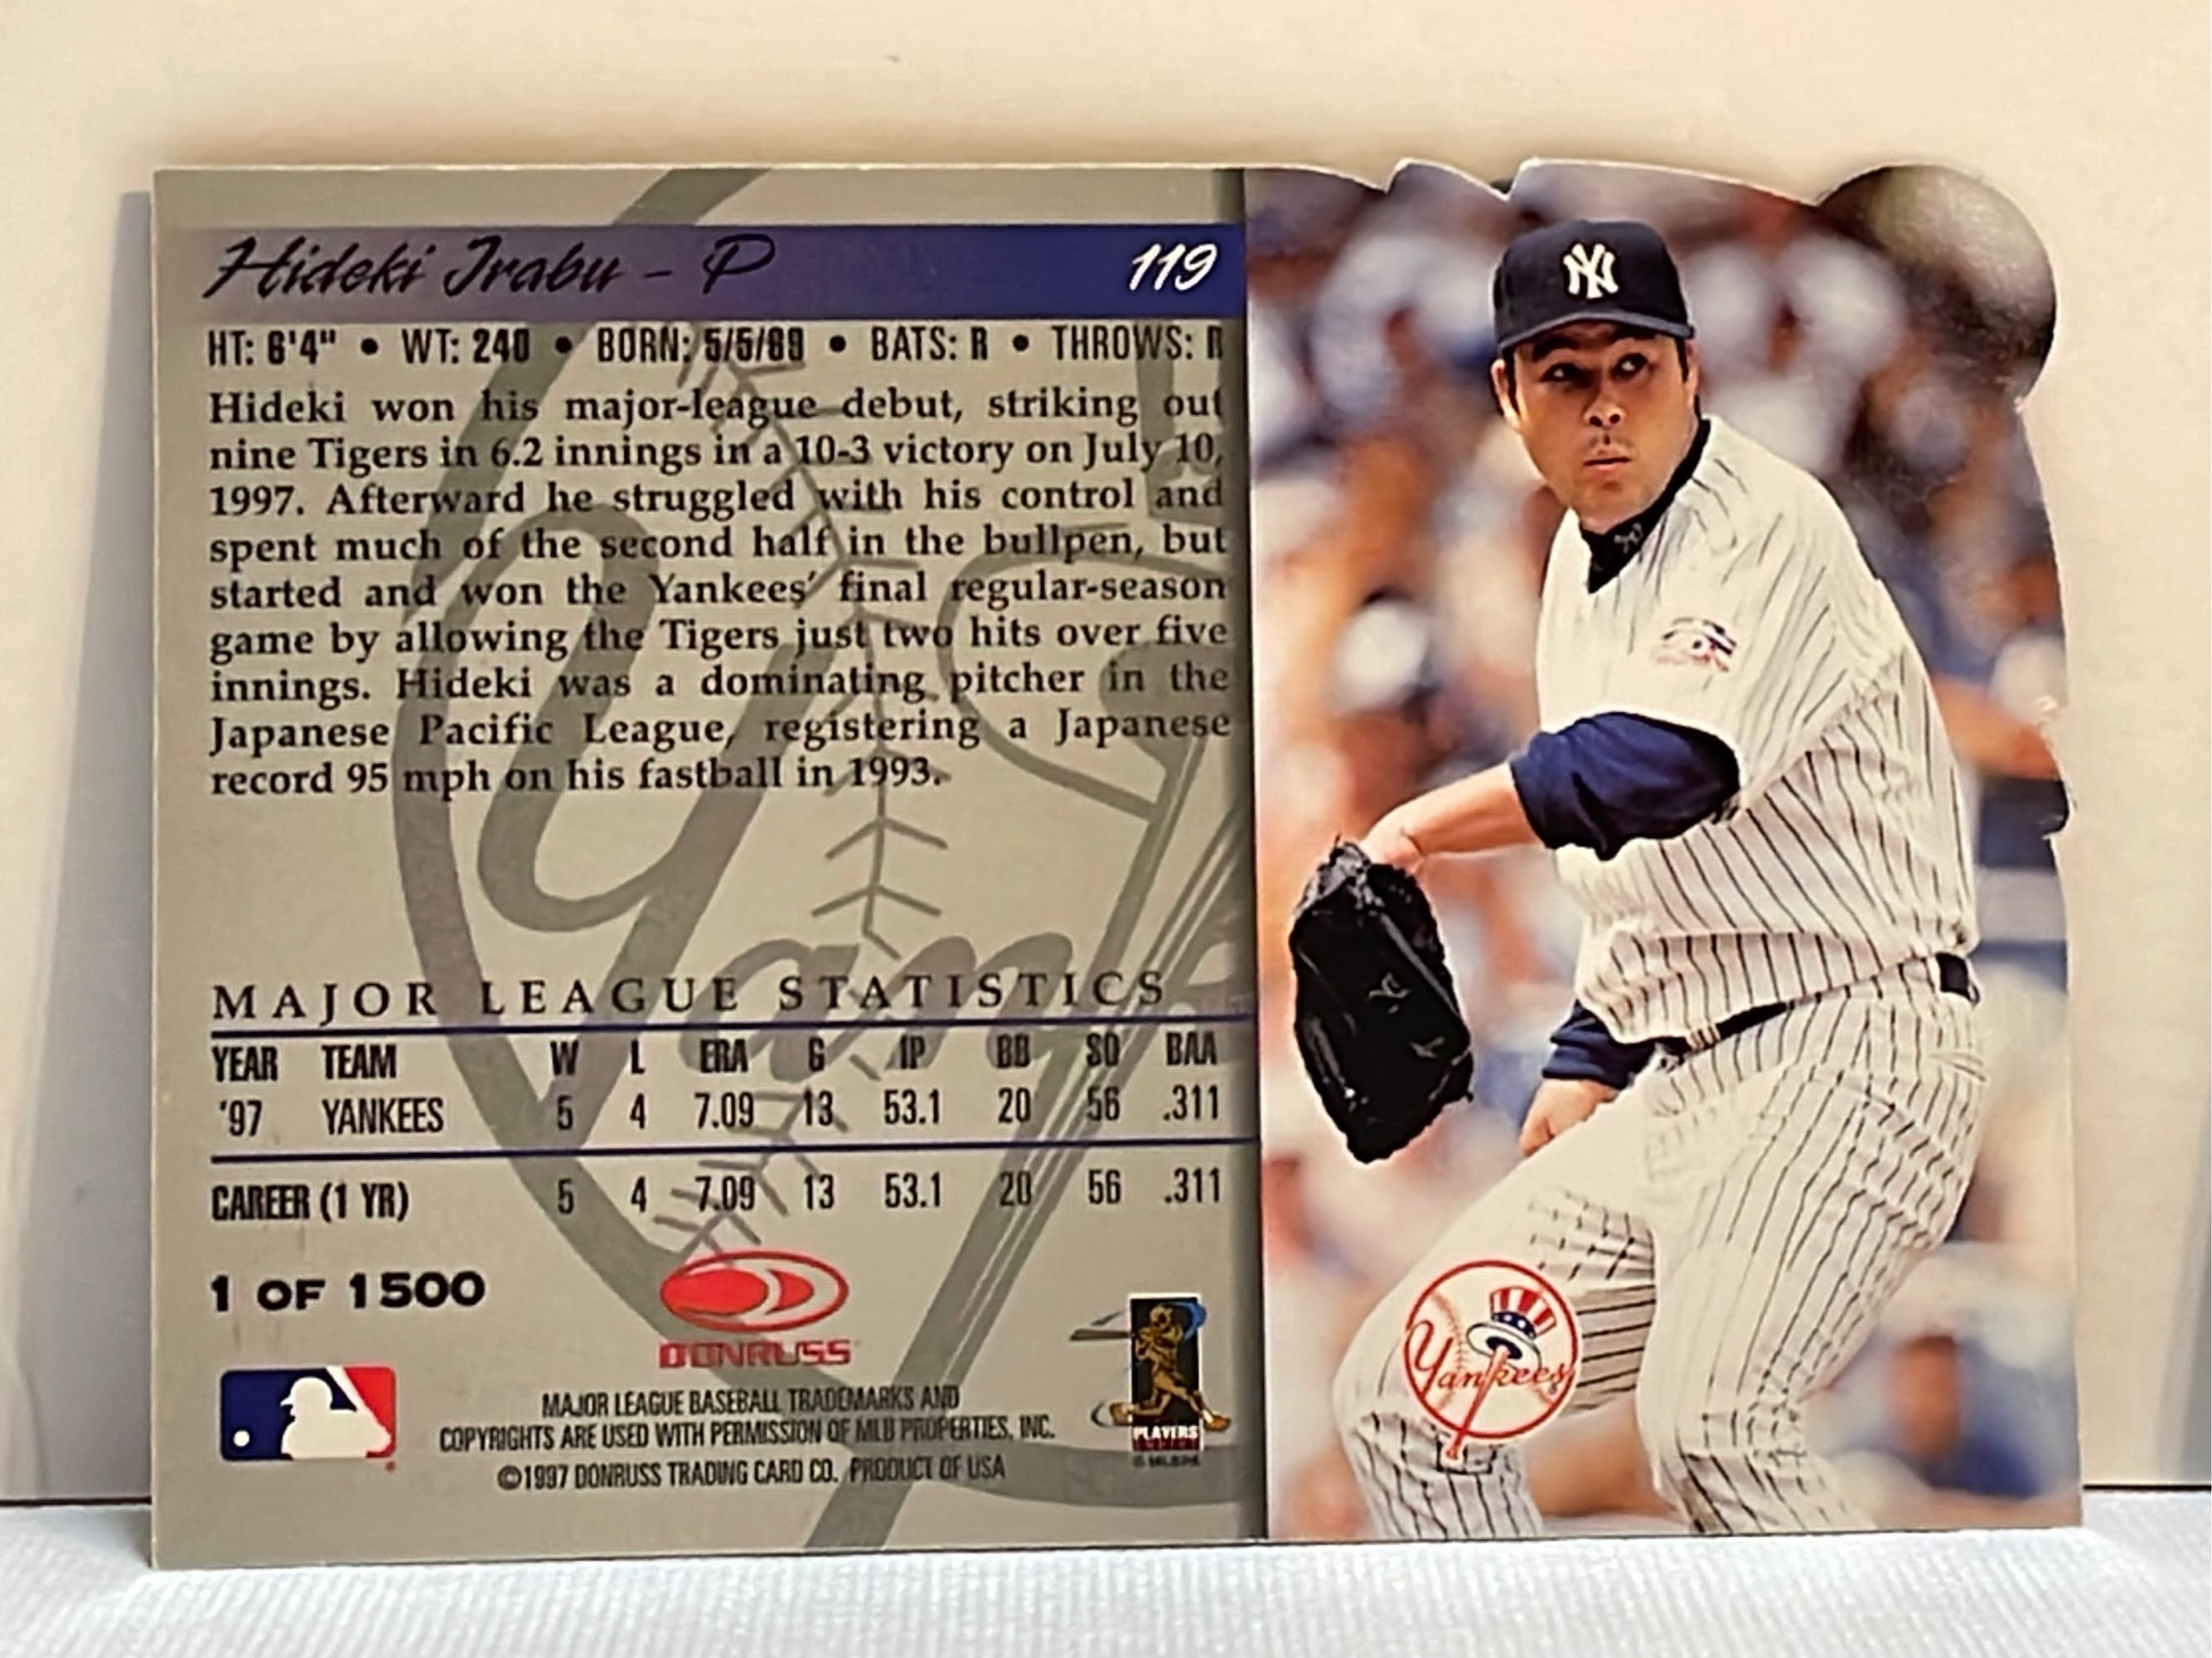 Hideki Irabu - P 119
HT: 6'4" • WT: 240 • BORN: 5/5/69 • BATS: R • THROWS: R
Hideki won his major-league debut, striking out
nine Tigers in 6.2 innings in a 10-3 victory on July 10,
1997. Afterward he struggled with his control and
spent much of the second half in the bullpen, but
started and won the Yankees' final regular-season
game by allowing the Tigers just two hits over five
innings. Hideki was a dominating pitcher in the
Japanese Pacific League, registering a Japanese
record 95 mph on his fastball in 1993.
MAJOR LEAGUE STATISTICS
YEAR TEAM W L ERA G IP BB SO BAA
'97 YANKEES 5 4 7.09 13 53.1 20 56 .311
CAREER (1 YR) 5 4 7.09 13 53.1 20 56 .311
1 OF 1500
DONRUSS
MAJOR LEAGUE BASEBALL TRADEMARKS AND
COPYRIGHTS ARE USED WITH PERMISSION OF MLB PROPERTIES, INC.
©1997 DONRUSS TRADING CARD CO. PRODUCT OF USA
PLAYERS
NY
Yankees